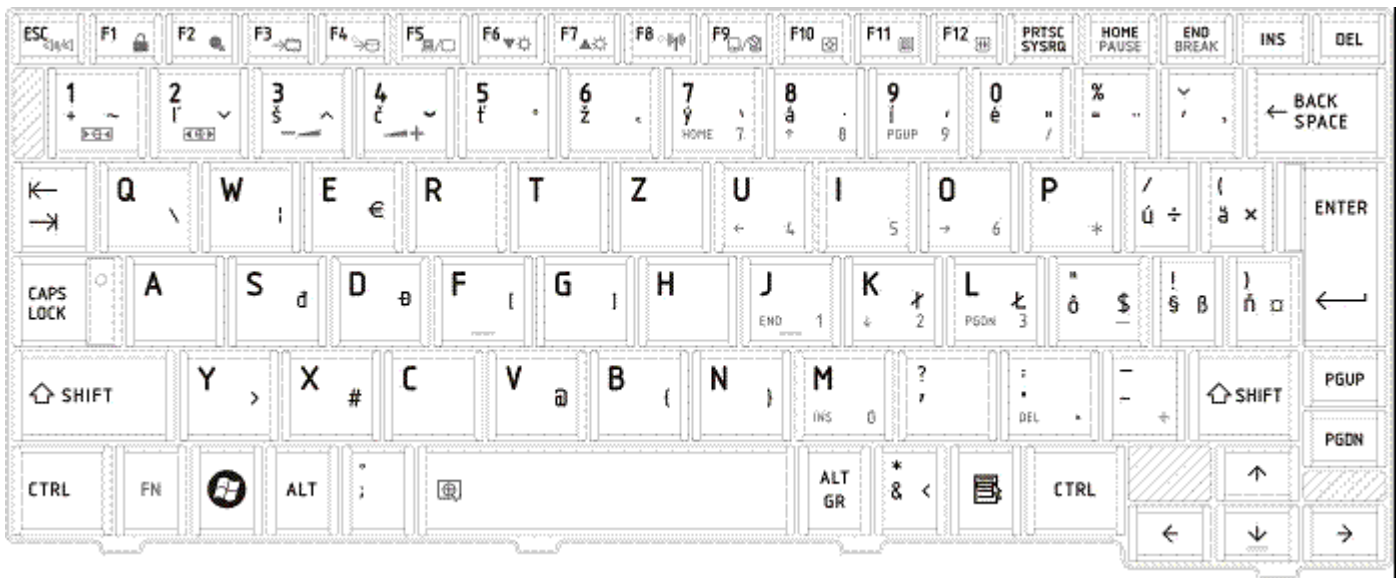 ESC F1 F2 F3 F4 F5 F6 F7 F8 F9 F10 F11 F12 PRTSC HOME END INS DEL
SYSRQ PAUSE BREAK
1 2 3 4 5 6 7 8 9 0 % ˇ BACK
+ ~ ľ ˇ š ^ č ˘ ť ° ž ˛ ý ` á ˙ í ´ é ˝ = ¨ ´ ¸ ← SPACE
HOME 7 ↑ 8 PGUP 9 /
Q W E R T Z U I O P / ( ENTER
\ ¦ € ú ÷ ä ×
← 4 5 → 6 *
CAPS A S D F G H J K L " ! )
LOCK đ Đ [ ] ł Ł ô $ § ß ň ¤ ←
END 1 ↓ 2 PGDN 3
SHIFT Y X C V B N M ? : _ SHIFT PGUP
> # @ { } , . -
INS 0 DEL . ÷
PGDN
CTRL FN ALT ° ALT * CTRL ↑
; GR & <
← ↓ →